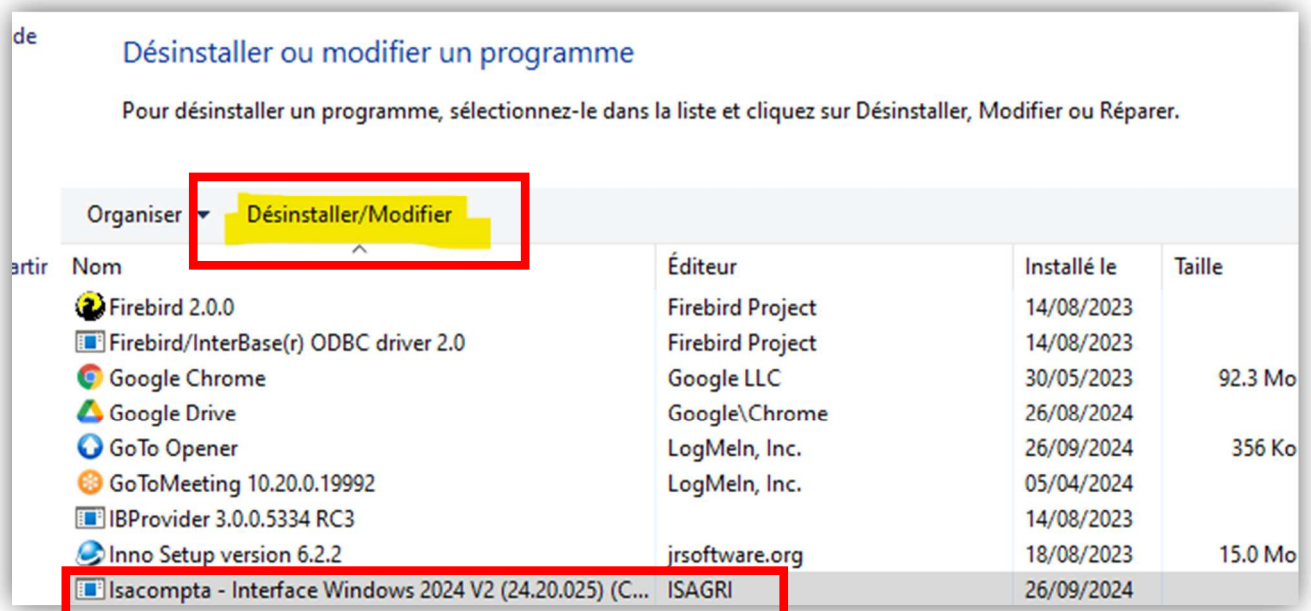 de
Désinstaller ou modifier un programme
Pour désinstaller un programme, sélectionnez-le dans la liste et cliquez sur Désinstaller, Modifier ou Réparer.
Organiser Désinstaller/Modifier
artir Nom Éditeur Installé le Taille
Firebird 2.0.0 Firebird Project 14/08/2023
Firebird/InterBase(r) ODBC driver 2.0 Firebird Project 14/08/2023
Google Chrome Google LLC 30/05/2023 92.3 Mo
Google Drive Google\Chrome 26/08/2024
GoTo Opener LogMeIn, Inc. 26/09/2024 356 Ko
GoToMeeting 10.20.0.19992 LogMeIn, Inc. 05/04/2024
IBProvider 3.0.0.5334 RC3 14/08/2023
Inno Setup version 6.2.2 jrsoftware.org 18/08/2023 15.0 Mo
Isacompta - Interface Windows 2024 V2 (24.20.025) (C... ISAGRI 26/09/2024